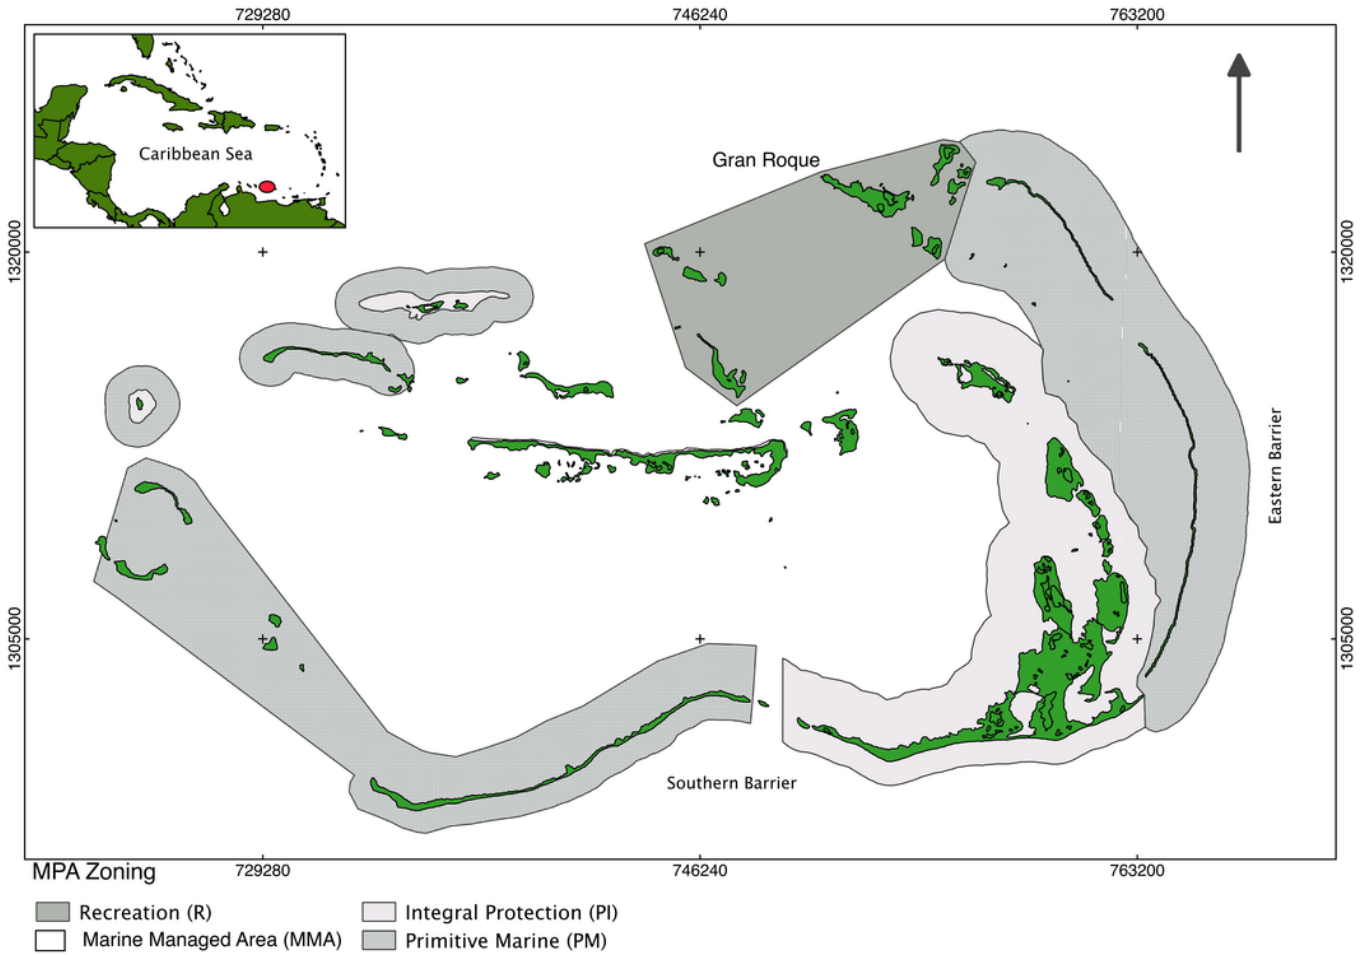 729280
746240
763200
Caribbean Sea
Gran Roque
1320000
1320000
Eastern Barrier
1305000
1305000
Southern Barrier
729280
746240
763200
MPA Zoning
Recreation (R)
Integral Protection (PI)
Marine Managed Area (MMA)
Primitive Marine (PM)